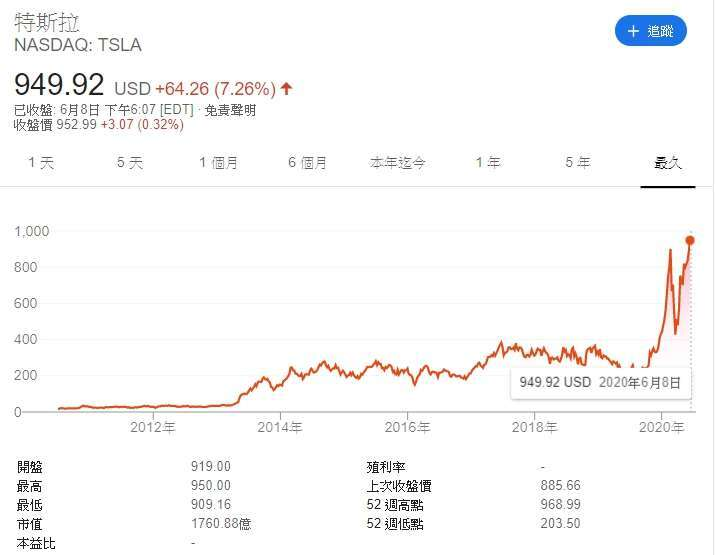 特斯拉
NASDAQ: TSLA
+ 追蹤
949.92 USD +64.26 (7.26%)
已收盤: 6月8日 下午6:07 [EDT] · 免責聲明
收盤價 952.99 +3.07 (0.32%)
1 天 5 天 1 個月 6 個月 本年迄今 1 年 5 年 最久
1,000
800
600
400
200
0
949.92 USD 2020年6月8日
2012年 2014年 2016年 2018年 2020年
開盤 919.00 殖利率 -
最高 950.00 上次收盤價 885.66
最低 909.16 52 週高點 968.99
市值 1760.88億 52 週低點 203.50
本益比 -